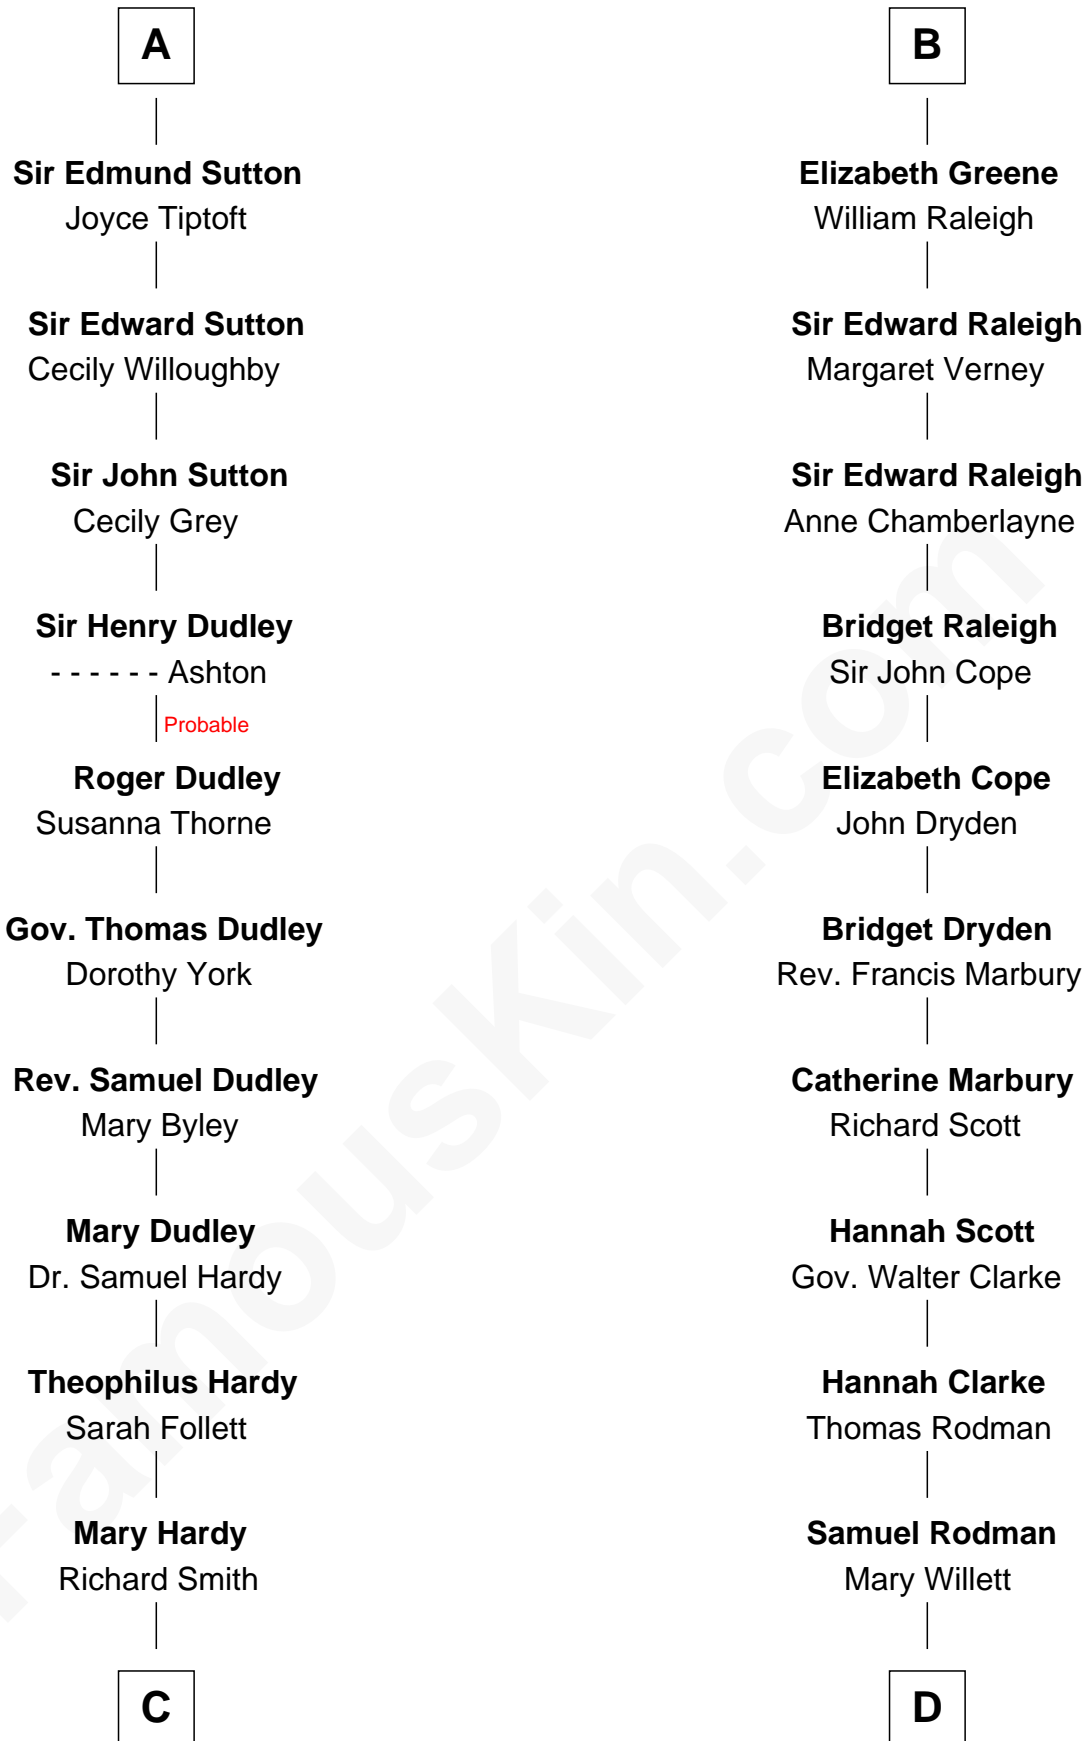 A
Sir Edmund Sutton
Joyce Tiptoft
Sir Edward Sutton
Cecily Willoughby
Sir John Sutton
Cecily Grey
Sir Henry Dudley
- - - - - - Ashton
Probable
Roger Dudley
Susanna Thorne
Gov. Thomas Dudley
Dorothy York
Rev. Samuel Dudley
Mary Byley
Mary Dudley
Dr. Samuel Hardy
Theophilus Hardy
Sarah Follett
Mary Hardy
Richard Smith
C
B
Elizabeth Greene
William Raleigh
Sir Edward Raleigh
Margaret Verney
Sir Edward Raleigh
Anne Chamberlayne
Bridget Raleigh
Sir John Cope
Elizabeth Cope
John Dryden
Bridget Dryden
Rev. Francis Marbury
Catherine Marbury
Richard Scott
Hannah Scott
Gov. Walter Clarke
Hannah Clarke
Thomas Rodman
Samuel Rodman
Mary Willett
D
FamousKin.com